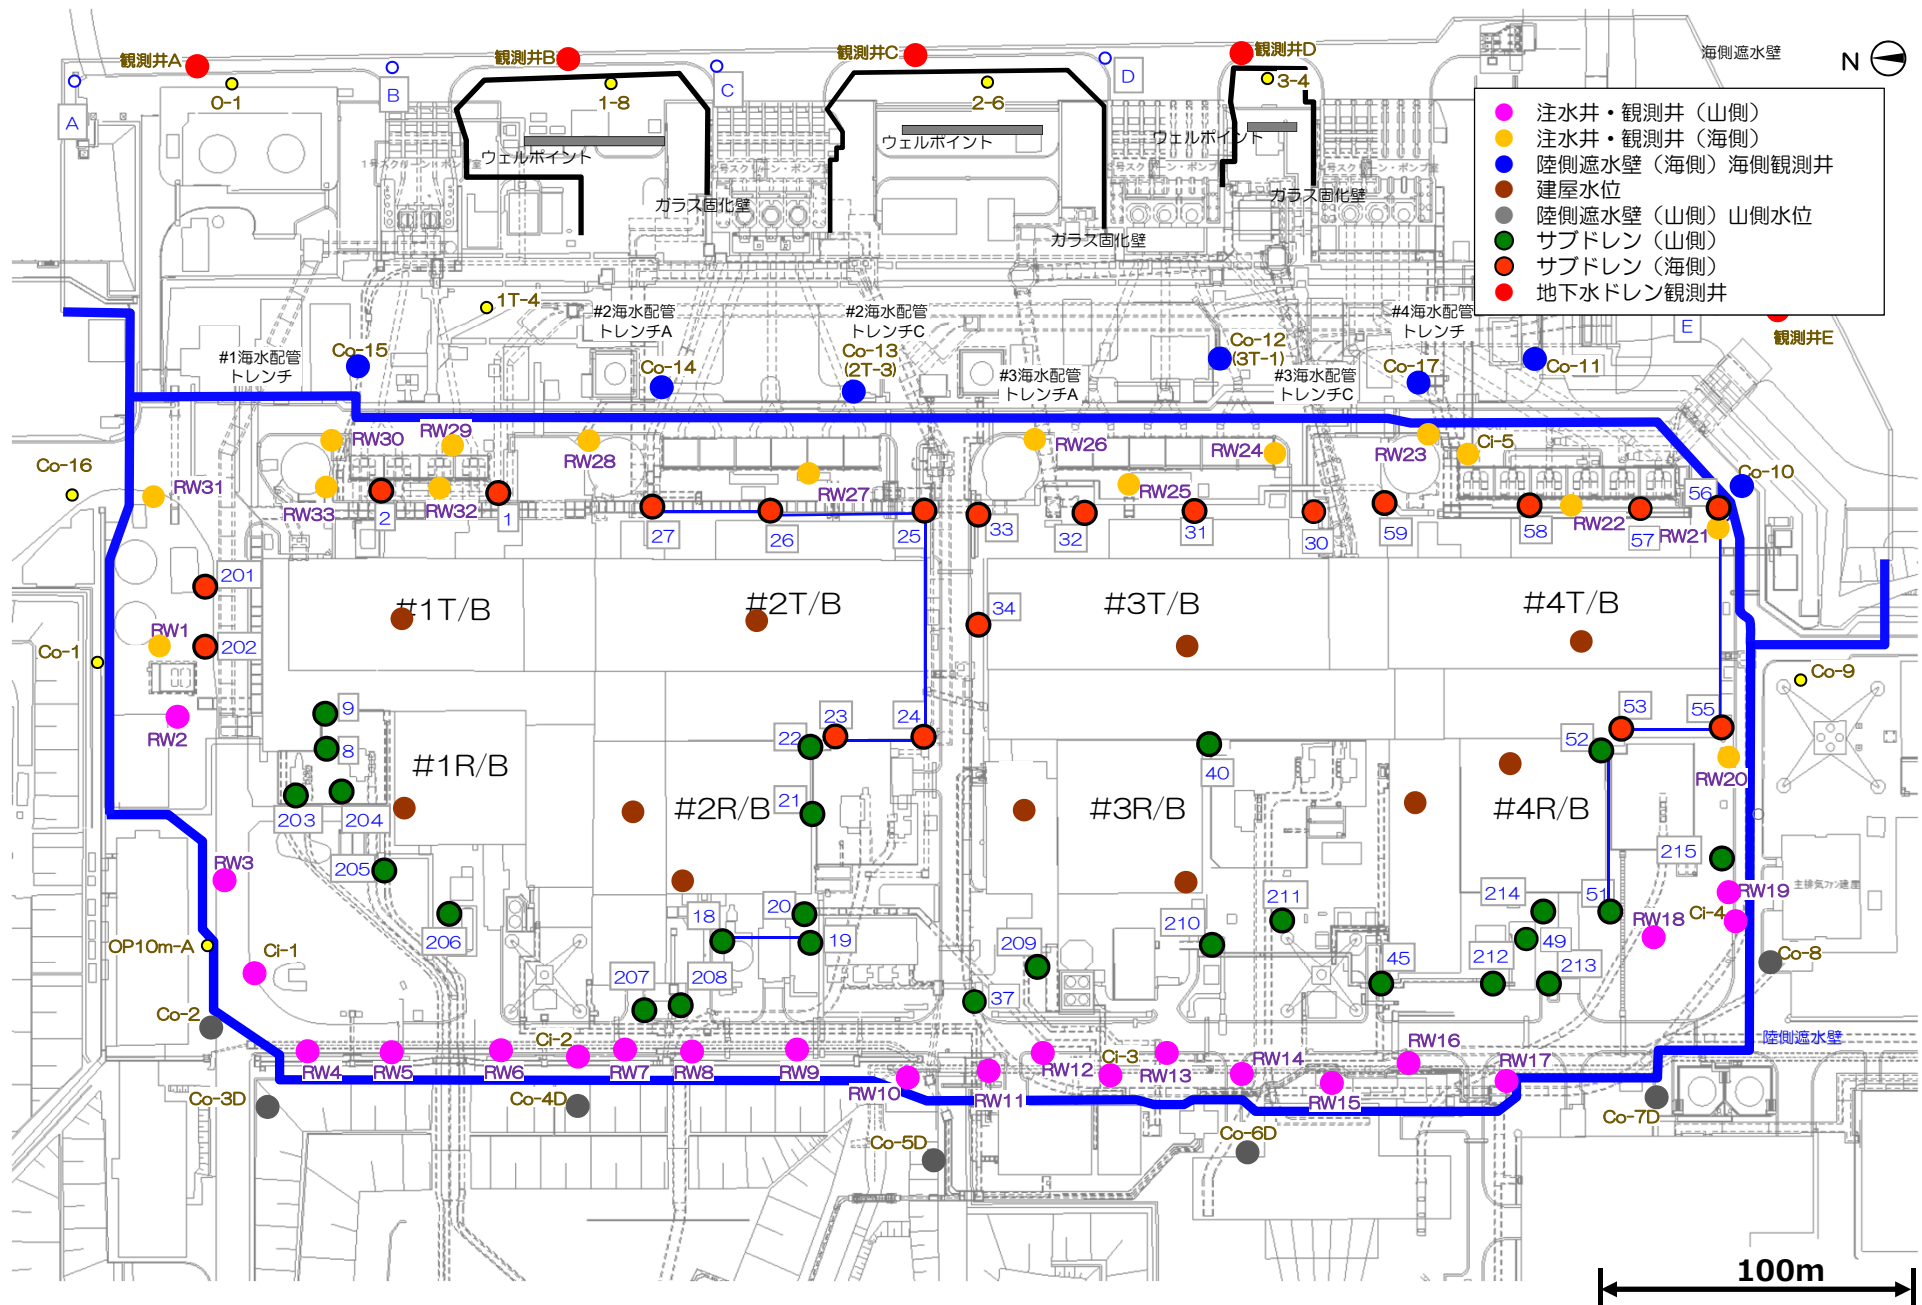 観測井A
観測井B
観測井C
観測井D
海側遮水壁
N
0-1
1-8
2-6
3-4
A
B
C
D
注水井・観測井（山側）
注水井・観測井（海側）
陸側遮水壁（海側）海側観測井
建屋水位
陸側遮水壁（山側）山側水位
サブドレン（山側）
サブドレン（海側）
地下水ドレン観測井
ウェルポイント
ウェルポイント
ウェルポイント
ガラス固化壁
ガラス固化壁
ガラス固化壁
1T-4
E
観測井E
#1海水配管
トレンチ
#2海水配管
トレンチA
#2海水配管
トレンチC
#3海水配管
トレンチA
#3海水配管
トレンチC
#4海水配管
トレンチ
Co-15
Co-14
Co-13
(2T-3)
Co-12
(3T-1)
Co-17
Co-11
Co-16
RW31
RW30
RW29
RW28
RW27
RW26
RW25
RW24
RW23
Ci-5
Co-10
RW33
2
RW32
1
27
26
25
33
32
31
30
59
58
RW22
57
56
RW21
201
202
RW1
Co-1
RW2
#1T/B
#2T/B
#3T/B
#4T/B
34
Co-9
9
8
203
204
205
206
#1R/B
#2R/B
#3R/B
#4R/B
22
23
24
21
40
52
53
55
RW20
215
主排気ファン建屋
RW3
OP10m-A
Ci-1
18
20
19
207
208
209
210
211
37
45
214
49
212
213
51
RW18
RW19
Ci-4
Co-8
陸側遮水壁
Co-2
RW4
RW5
RW6
Ci-2
RW7
RW8
RW9
RW10
RW11
RW12
Ci-3
RW13
RW14
RW15
RW16
RW17
Co-3D
Co-4D
Co-5D
Co-6D
Co-7D
100m